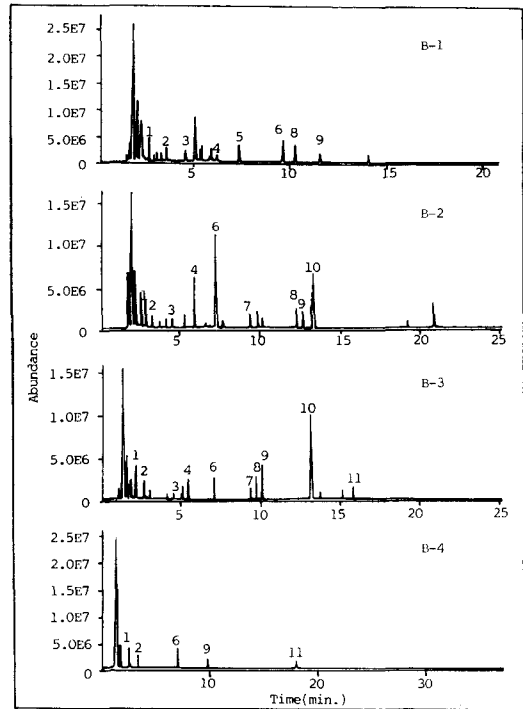 B-1
2.5E7
2.0E7
1.5E7
1.0E7
5.0E6
0
1 2 3 4 5 6 8 9
5 10 15 20
B-2
1.5E7
1.0E7
5.0E6
0
1 2 3 4 6 7 8 9 10
5 10 15 20 25
Abundance
B-3
1.5E7
1.0E7
5.0E6
0
1 2 3 4 6 7 8 9 10 11
5 10 15 20 25
B-4
2.5E7
2.0E7
1.5E7
1.0E7
5.0E6
0
1 2 6 9 11
10 20 30
Time(min.)